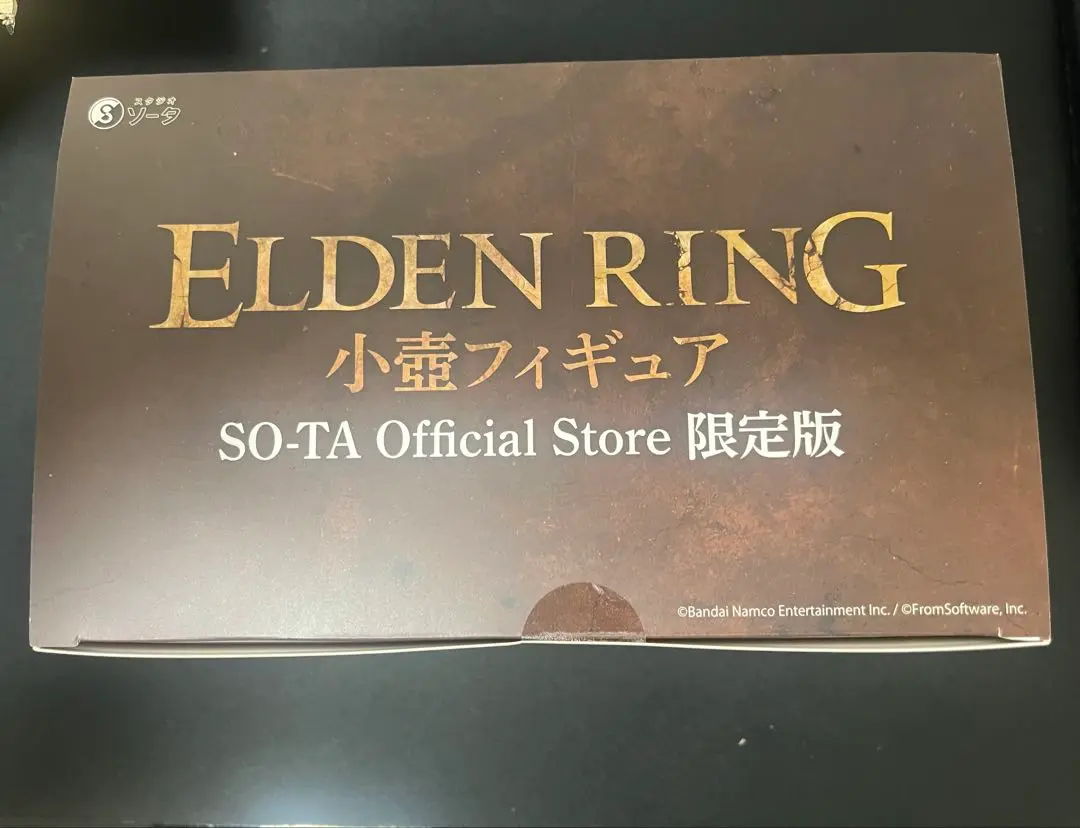 スタジオ
ソータ
ELDEN RING
小壺フィギュア
SO-TA Official Store 限定版
©Bandai Namco Entertainment Inc. / ©FromSoftware, Inc.